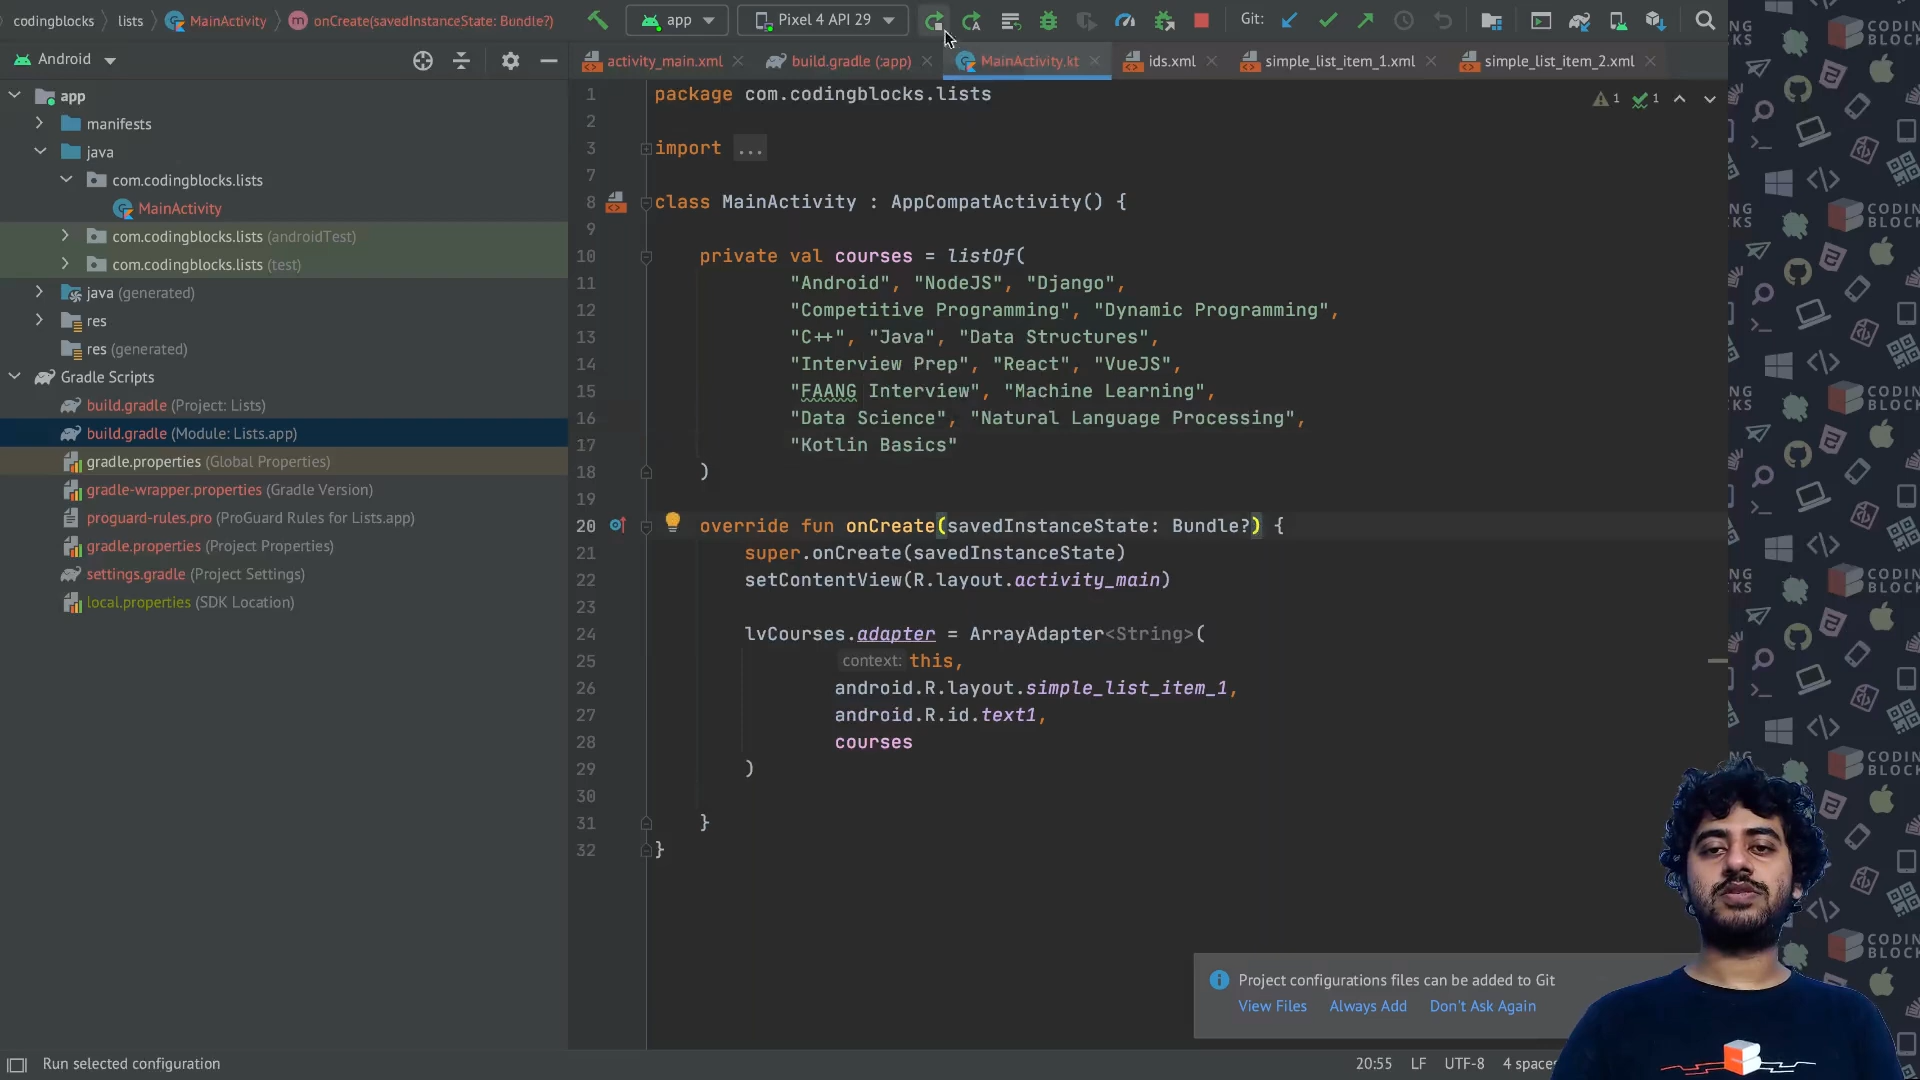 codingblocks lists MainActivity onCreate(savedInstanceState: Bundle?) app Pixel 4 API 29 Git:
Android
activity_main.xml build.gradle (:app) MainActivity.kt ids.xml simple_list_item_1.xml simple_list_item_2.xml
app
manifests
java
com.codingblocks.lists
MainActivity
com.codingblocks.lists (androidTest)
com.codingblocks.lists (test)
java (generated)
res
res (generated)
Gradle Scripts
build.gradle (Project: Lists)
build.gradle (Module: Lists.app)
gradle.properties (Global Properties)
gradle-wrapper.properties (Gradle Version)
proguard-rules.pro (ProGuard Rules for Lists.app)
gradle.properties (Project Properties)
settings.gradle (Project Settings)
local.properties (SDK Location)
1 package com.codingblocks.lists
2
3 import ...
7
8 class MainActivity : AppCompatActivity() {
9
10 private val courses = listOf(
11 "Android", "NodeJS", "Django",
12 "Competitive Programming", "Dynamic Programming",
13 "C++", "Java", "Data Structures",
14 "Interview Prep", "React", "VueJS",
15 "FAANG Interview", "Machine Learning",
16 "Data Science", "Natural Language Processing",
17 "Kotlin Basics"
18 )
19
20 override fun onCreate(savedInstanceState: Bundle?) {
21 super.onCreate(savedInstanceState)
22 setContentView(R.layout.activity_main)
23
24 lvCourses.adapter = ArrayAdapter<String>(
25 context: this,
26 android.R.layout.simple_list_item_1,
27 android.R.id.text1,
28 courses
29 )
30
31 }
32 }
1 1
Project configurations files can be added to Git
View Files Always Add Don't Ask Again
Run selected configuration
20:55 LF UTF-8 4 spaces
CODING
BLOCKS